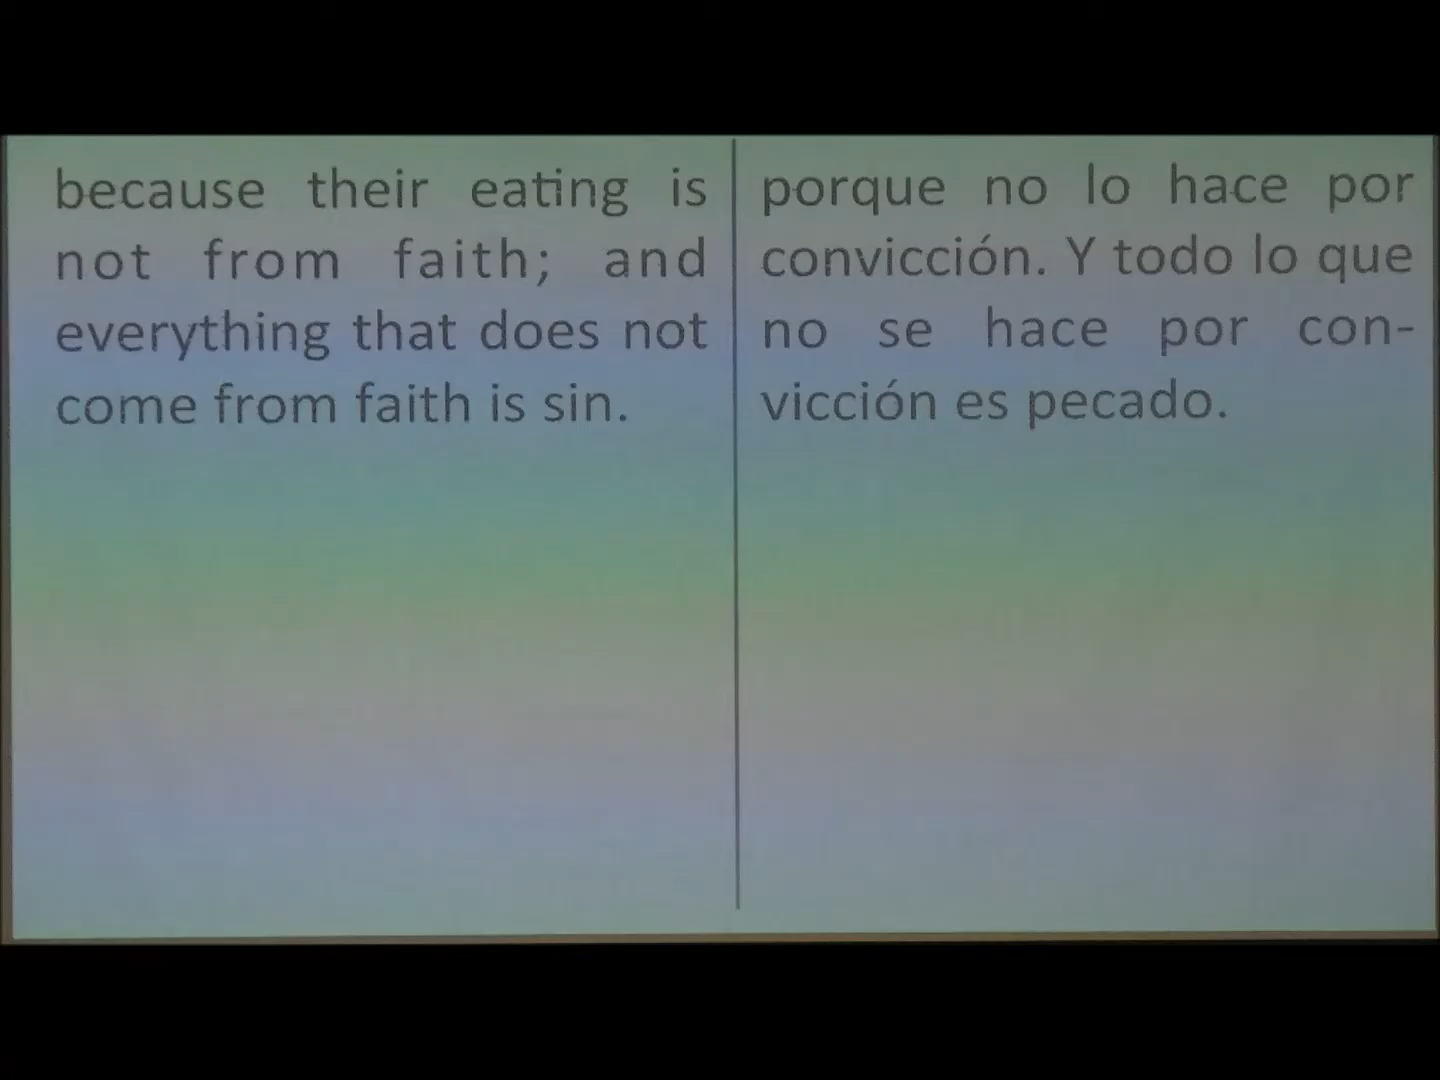 because their eating is
not from faith; and
everything that does not
come from faith is sin.
porque no lo hace por
convicción. Y todo lo que
no se hace por con-
vicción es pecado.